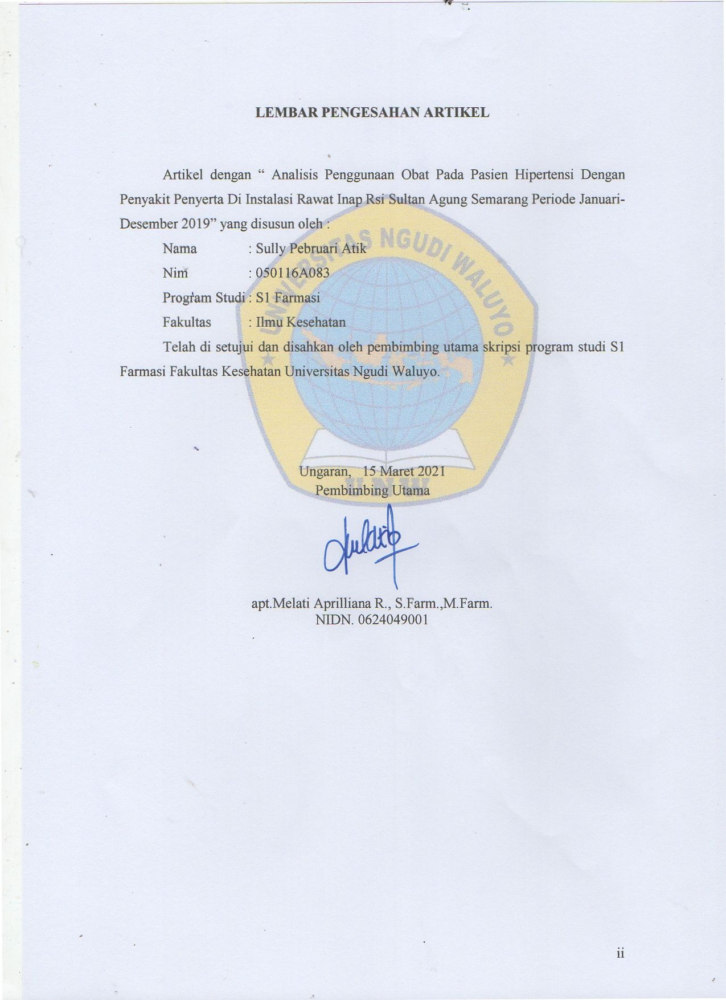 LEMBAR PENGESAHAN ARTIKEL
Artikel dengan “ Analisis Penggunaan Obat Pada Pasien Hipertensi Dengan
Penyakit Penyerta Di Instalasi Rawat Inap Rsi Sultan Agung Semarang Periode Januari-
Desember 2019” yang disusun oleh :
Nama : Sully Pebruari Atik
Nim : 050116A083
Program Studi : S1 Farmasi
Fakultas : Ilmu Kesehatan
Telah di setujui dan disahkan oleh pembimbing utama skripsi program studi S1
Farmasi Fakultas Kesehatan Universitas Ngudi Waluyo.
UNIVERSITAS NGUDI WALUYO
Ungaran, 15 Maret 2021
UNW
Pembimbing Utama
apt.Melati Aprilliana R., S.Farm.,M.Farm.
NIDN. 0624049001
ii